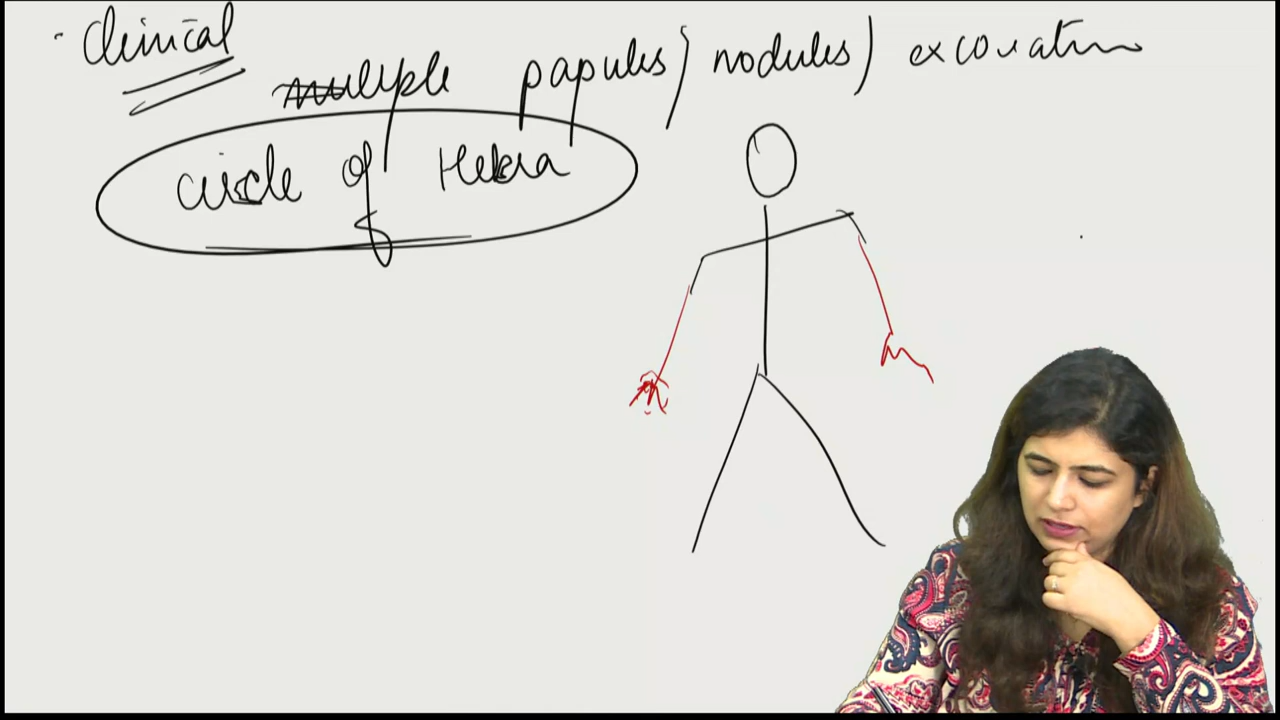 Clinical
multiple papules) nodules) excoriation
circle of Hebra